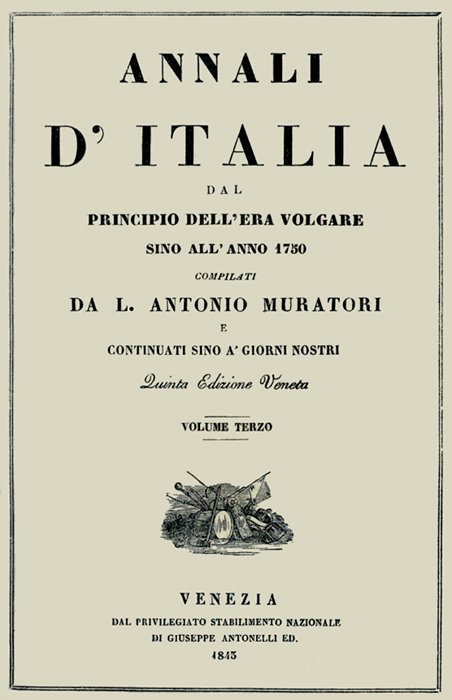 ANNALI
D' ITALIA
DAL
PRINCIPIO DELL'ERA VOLGARE
SINO ALL'ANNO 1750
COMPILATI
DA L. ANTONIO MURATORI
E
CONTINUATI SINO A' GIORNI NOSTRI
Quinta Edizione Veneta
VOLUME TERZO
VENEZIA
DAL PRIVILEGIATO STABILIMENTO NAZIONALE
DI GIUSEPPE ANTONELLI ED.
1845